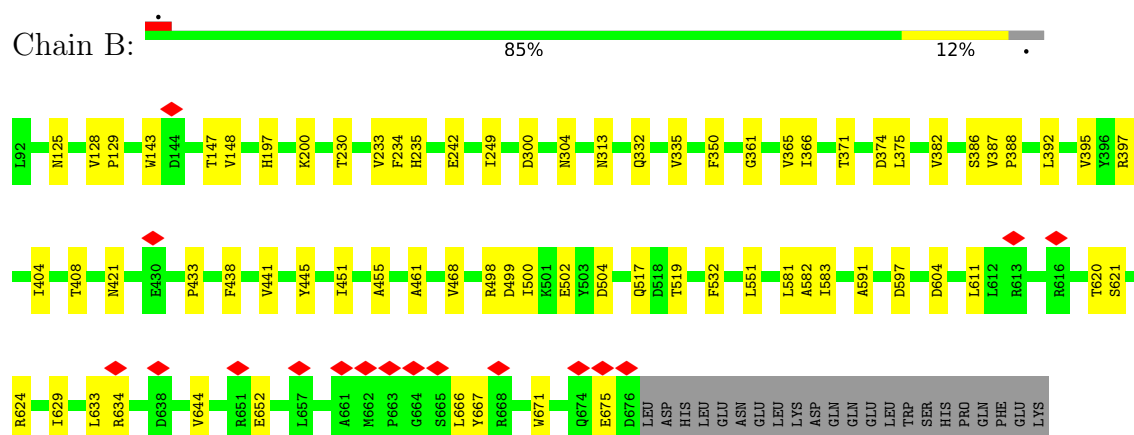 Chain B:
85% 12%
L92 N125 V128 P129 W143 D144 T147 V148 H197 K200 T230 V233 F234 H235 E242 I249 D300 N304 N313 Q332 V335 F350 G361 V365 I366 T371 D374 L375 V382 S386 V387 P388 L392 V395 Y396 R397
I404 T408 N421 E430 P433 F438 V441 Y445 I451 A455 A461 V468 R498 D499 I500 K501 E502 Y503 D504 Q517 D518 T519 F532 L551 L581 A582 I583 A591 D597 D604 L611 L612 R613 R616 T620 S621
R624 I629 L633 R634 D638 V644 R651 E652 L657 A661 M662 P663 G664 S665 L666 Y667 R668 W671 Q674 E675 D676 LEU ASP HIS LEU GLU ASN GLU LEU LYS ASP GLN GLN GLU LEU TRP SER HIS PRO GLN PHE GLU LYS